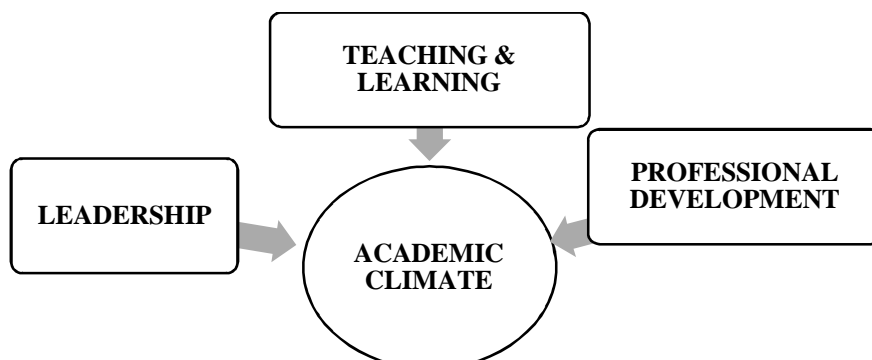 TEACHING &
LEARNING
PROFESSIONAL
DEVELOPMENT
LEADERSHIP
ACADEMIC
CLIMATE